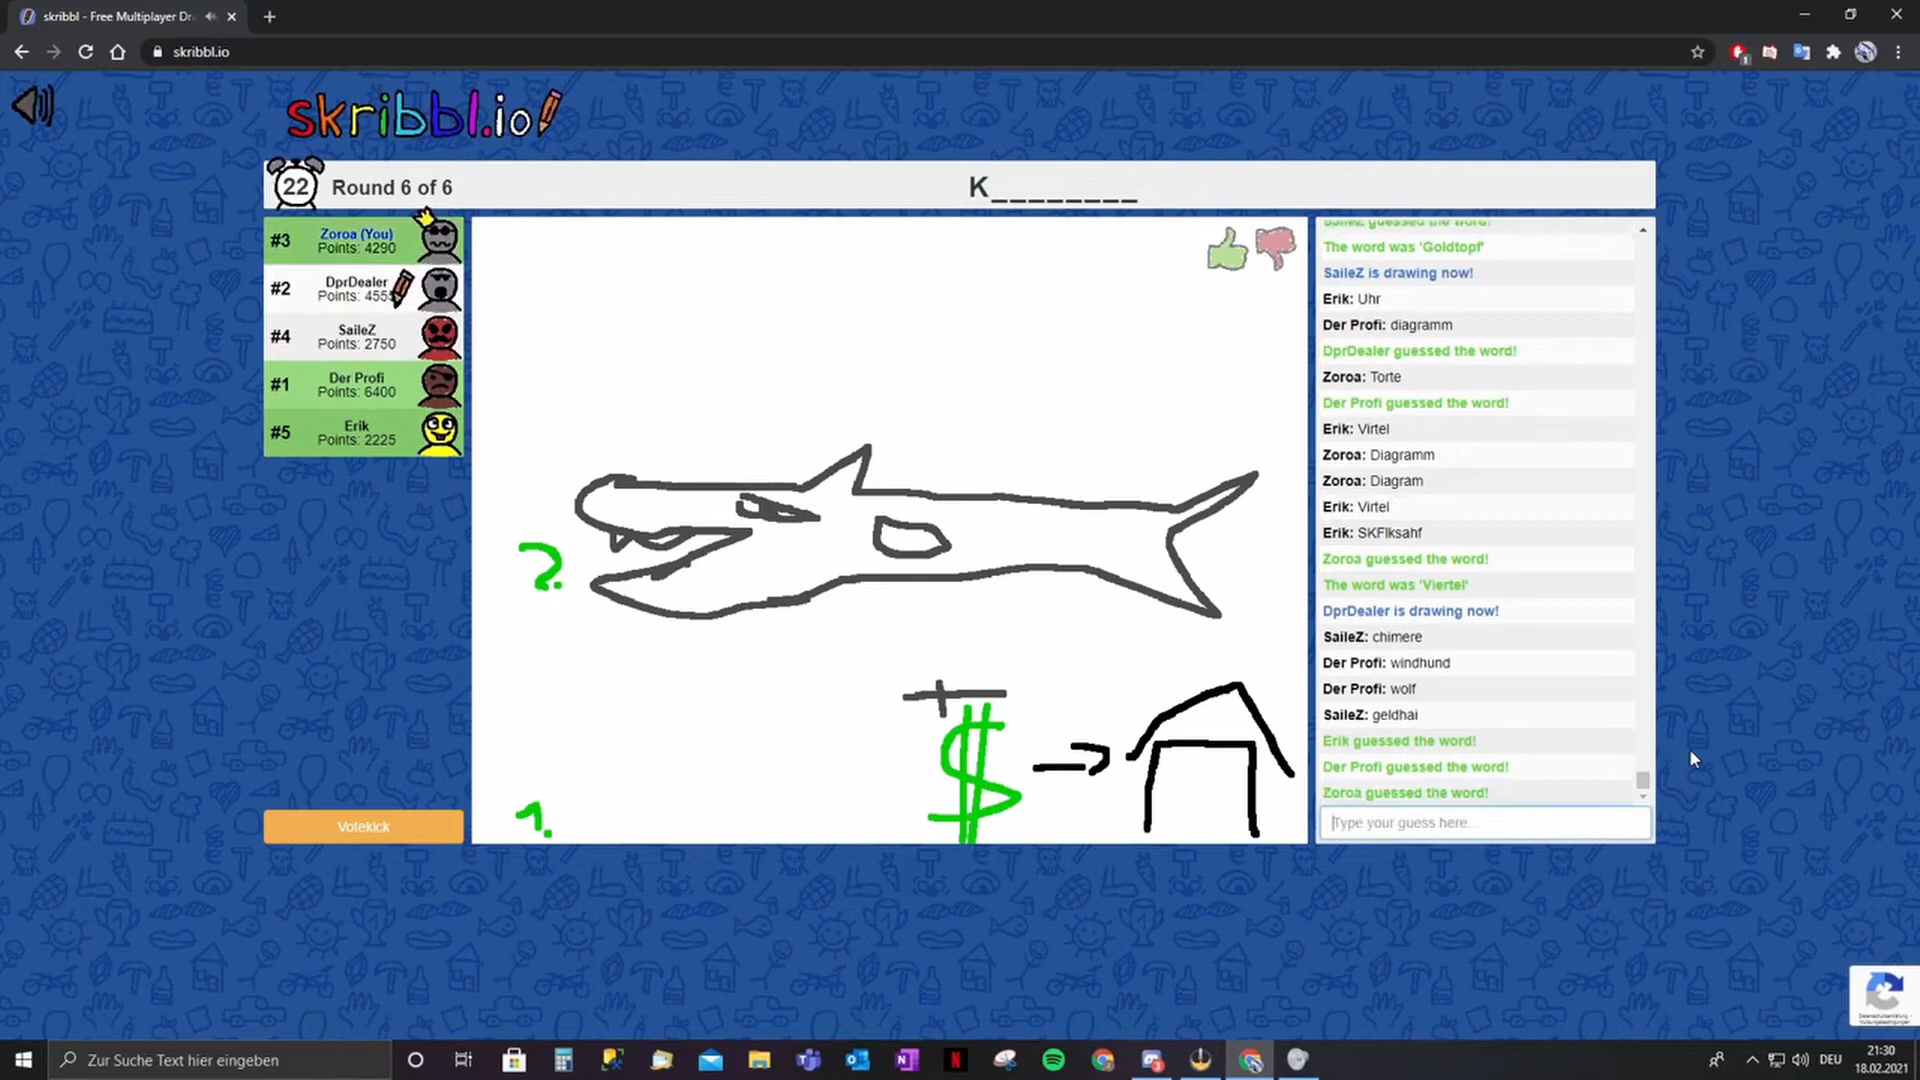 skribbl - Free Multiplayer Dr
skribbl.io
skribbl.io
22
Round 6 of 6
K________
#3
Zoroa (You)
Points: 4290
#2
DprDealer
Points: 4555
#4
SaileZ
Points: 2750
#1
Der Profi
Points: 6400
#5
Erik
Points: 2225
Votekick
2.
1.
$
SaileZ guessed the word!
The word was 'Goldtopf'
SaileZ is drawing now!
Erik: Uhr
Der Profi: diagramm
DprDealer guessed the word!
Zoroa: Torte
Der Profi guessed the word!
Erik: Virtel
Zoroa: Diagramm
Zoroa: Diagram
Erik: Virtel
Erik: SKFlksahf
Zoroa guessed the word!
The word was 'Viertel'
DprDealer is drawing now!
SaileZ: chimere
Der Profi: windhund
Der Profi: wolf
SaileZ: geldhai
Erik guessed the word!
Der Profi guessed the word!
Zoroa guessed the word!
Type your guess here...
Zur Suche Text hier eingeben
DEU
21:30
18.02.2021